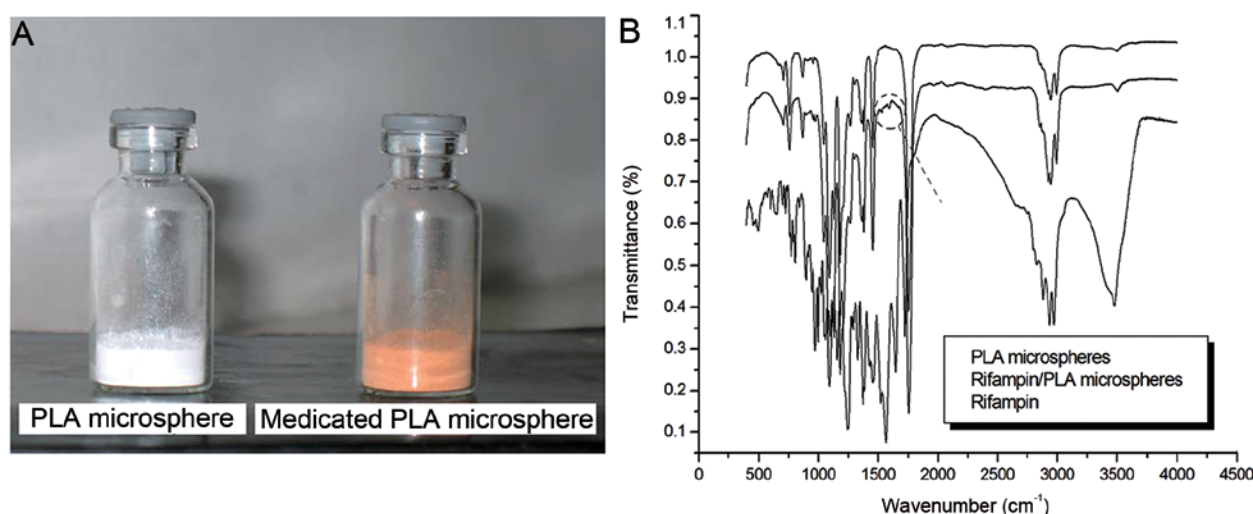 A
PLA microsphere
Medicated PLA microsphere
B
Transmittance (%)
1.1
1.0
0.9
0.8
0.7
0.6
0.5
0.4
0.3
0.2
0.1
PLA microspheres
Rifampin/PLA microspheres
Rifampin
0 500 1000 1500 2000 2500 3000 3500 4000 4500
Wavenumber (cm⁻¹)